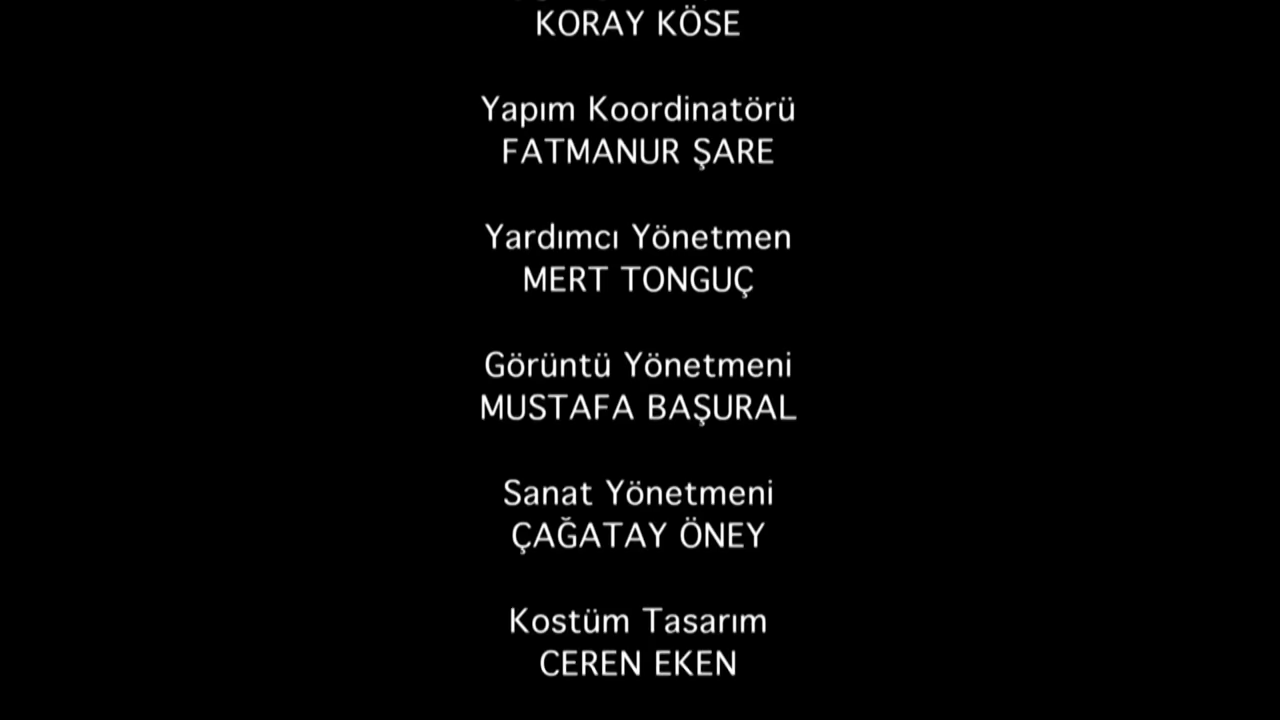 KORAY KÖSE
Yapım Koordinatörü
FATMANUR ŞARE
Yardımcı Yönetmen
MERT TONGUÇ
Görüntü Yönetmeni
MUSTAFA BAŞURAL
Sanat Yönetmeni
ÇAĞATAY ÖNEY
Kostüm Tasarım
CEREN EKEN